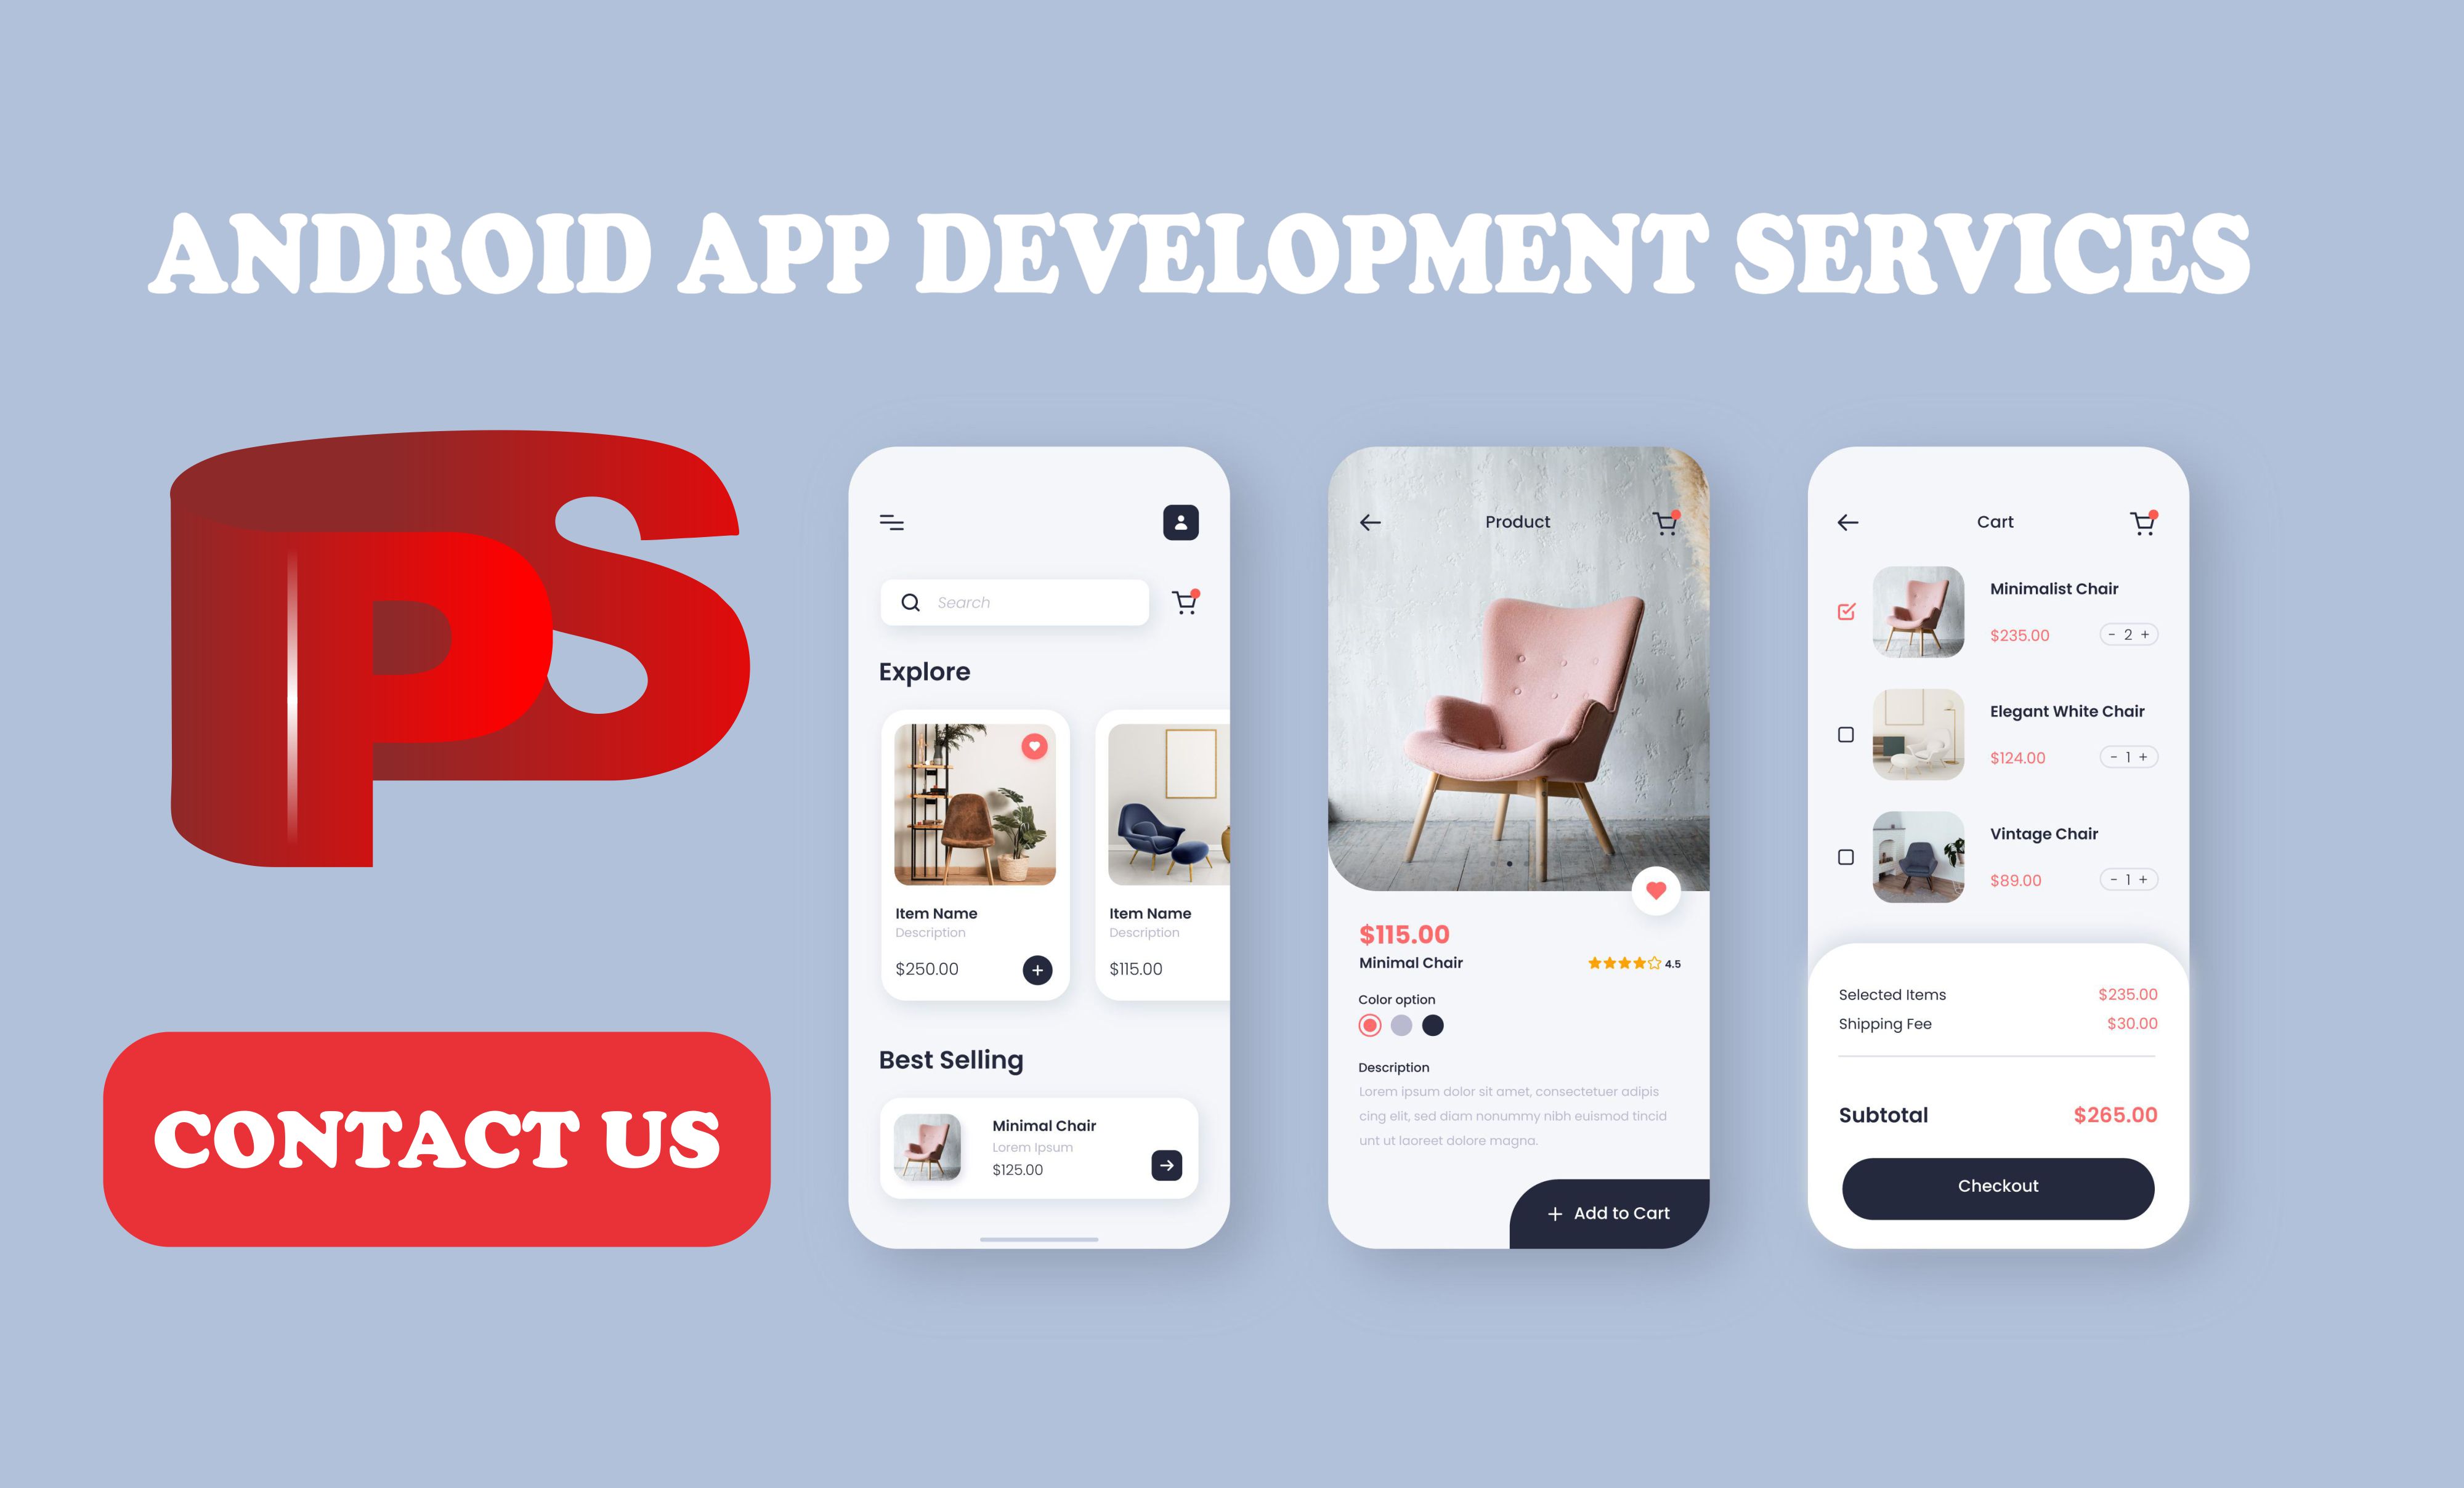 ANDROID APP DEVELOPMENT SERVICES
PS
CONTACT US
Search
Explore
Item Name
Description
$250.00
+
Item Name
Description
$115.00
Best Selling
Minimal Chair
Lorem Ipsum
$125.00
Product
$115.00
Minimal Chair
4.5
Color option
Description
Lorem ipsum dolor sit amet, consectetuer adipis
cing elit, sed diam nonummy nibh euismod tincid
unt ut laoreet dolore magna.
+ Add to Cart
Cart
Minimalist Chair
$235.00
- 2 +
Elegant White Chair
$124.00
- 1 +
Vintage Chair
$89.00
- 1 +
Selected Items $235.00
Shipping Fee $30.00
Subtotal $265.00
Checkout